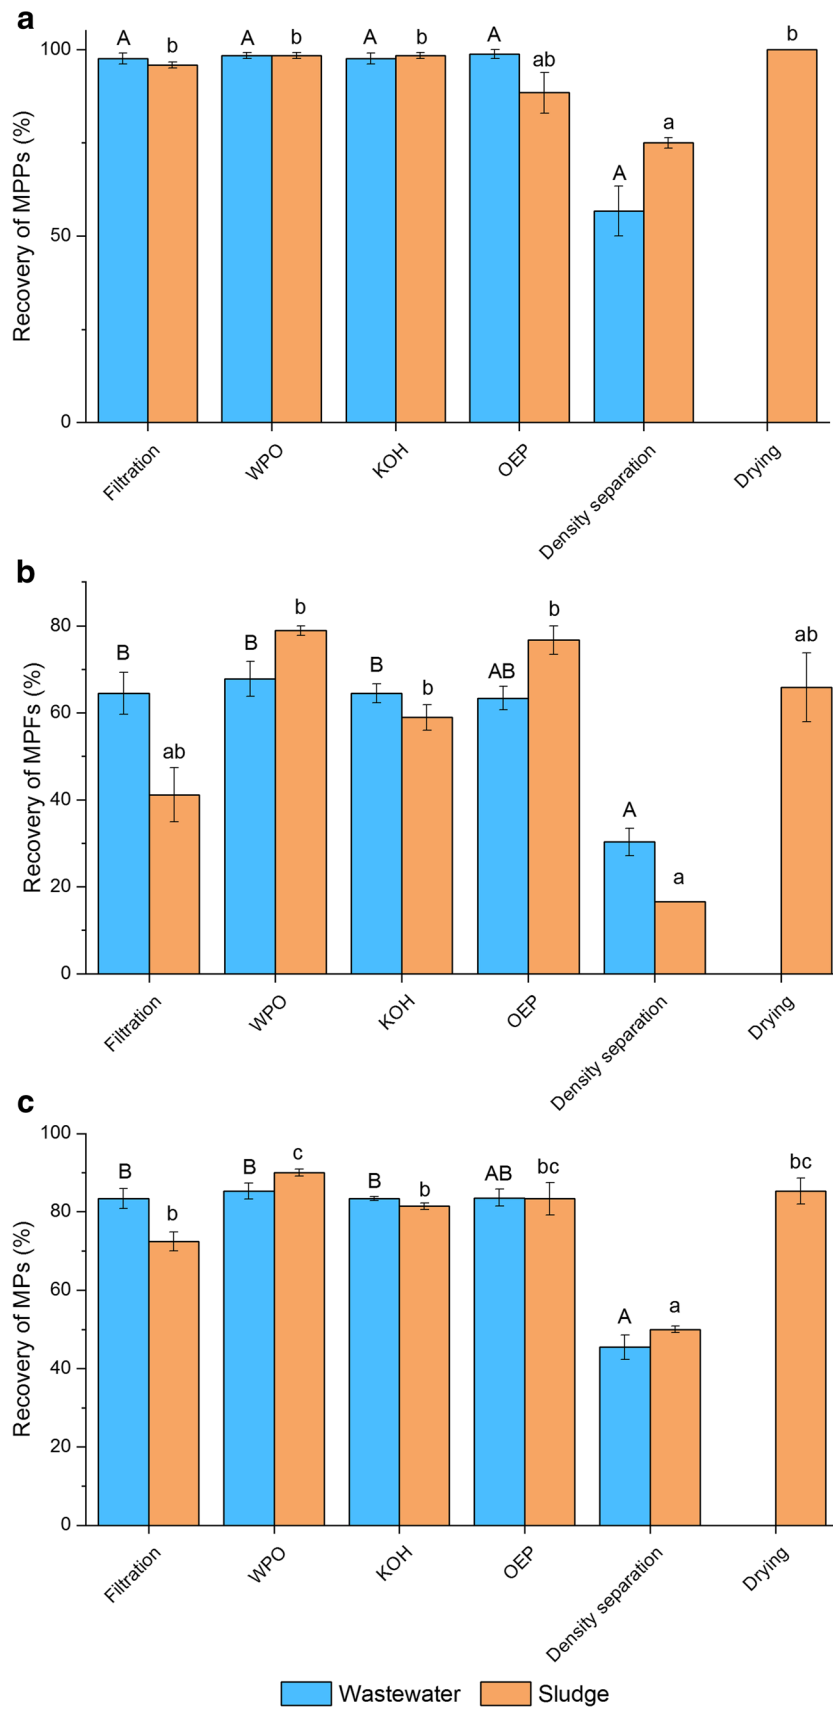 a
Recovery of MPPs (%)
100
50
0
A b A b A b A ab A a b
Filtration WPO KOH OEP Density separation Drying
b
Recovery of MPFs (%)
80
60
40
20
0
B ab B b B b AB b A a ab
Filtration WPO KOH OEP Density separation Drying
c
Recovery of MPs (%)
100
80
60
40
20
0
B b B c B b AB bc A a bc
Filtration WPO KOH OEP Density separation Drying
Wastewater Sludge